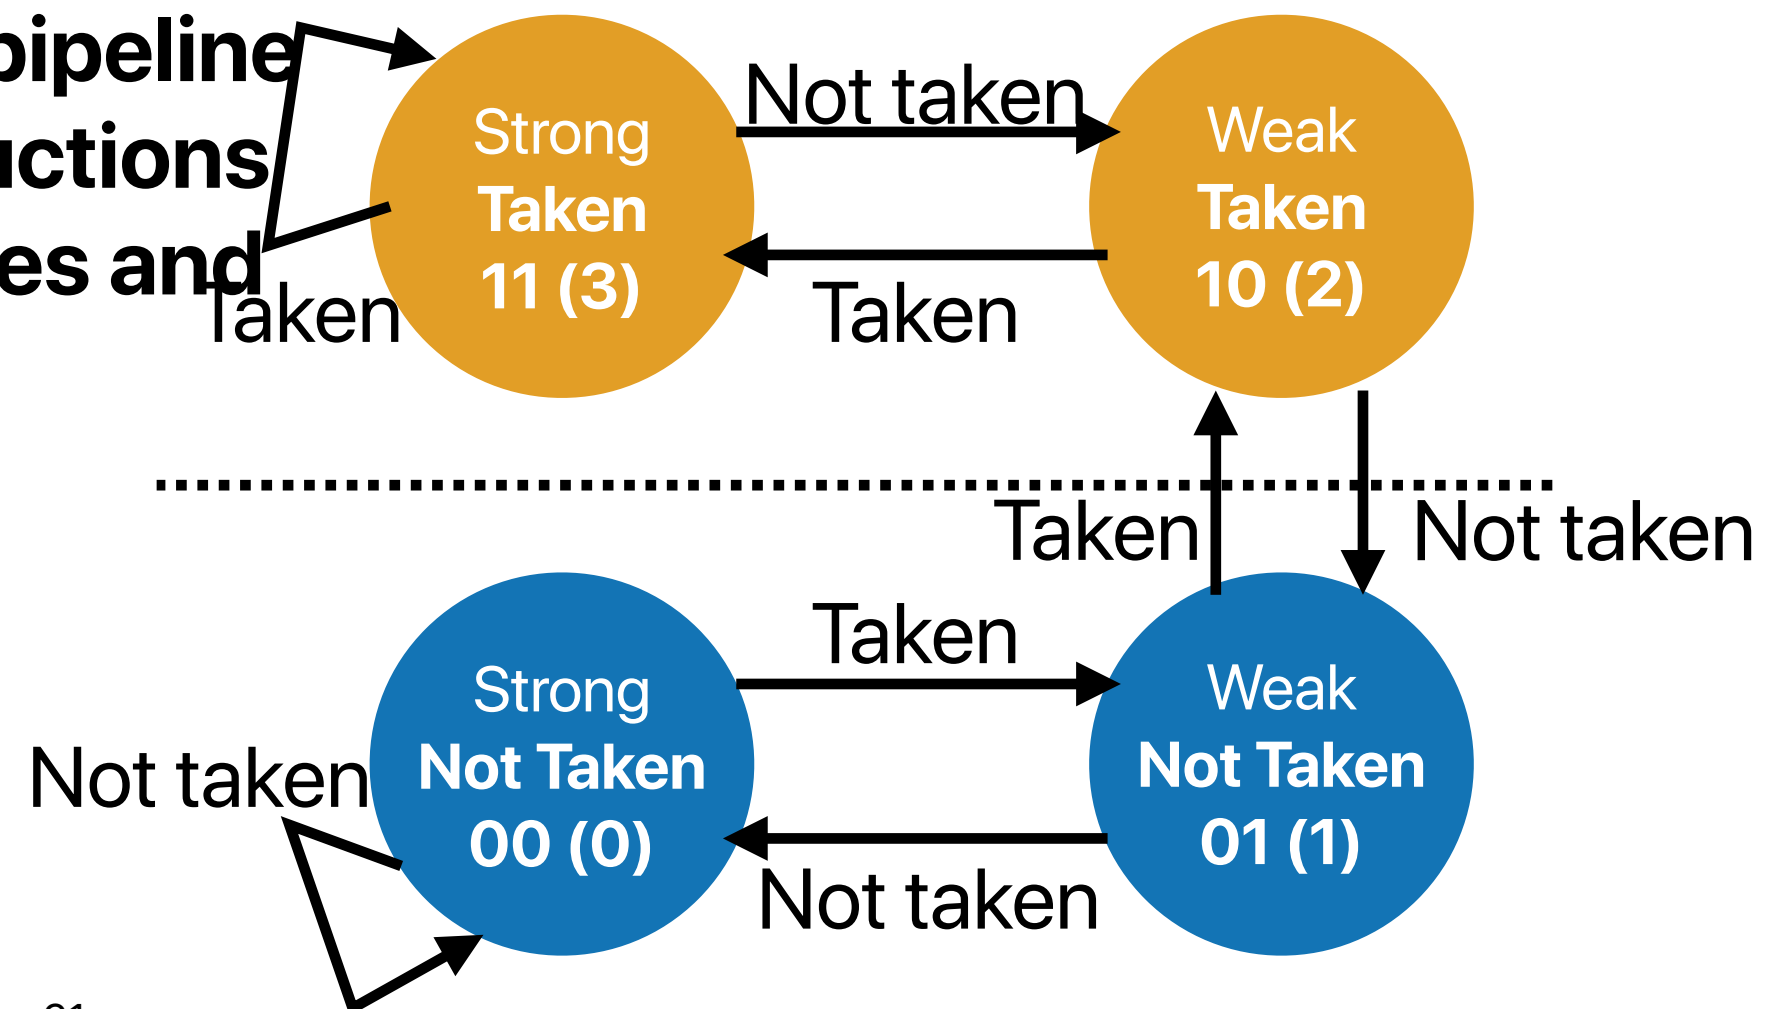 pipeline
uctions
es and
Taken
Strong
Taken
11 (3)
Not taken
Taken
Weak
Taken
10 (2)
Taken
Not taken
Not taken
Strong
Not Taken
00 (0)
Taken
Not taken
Weak
Not Taken
01 (1)